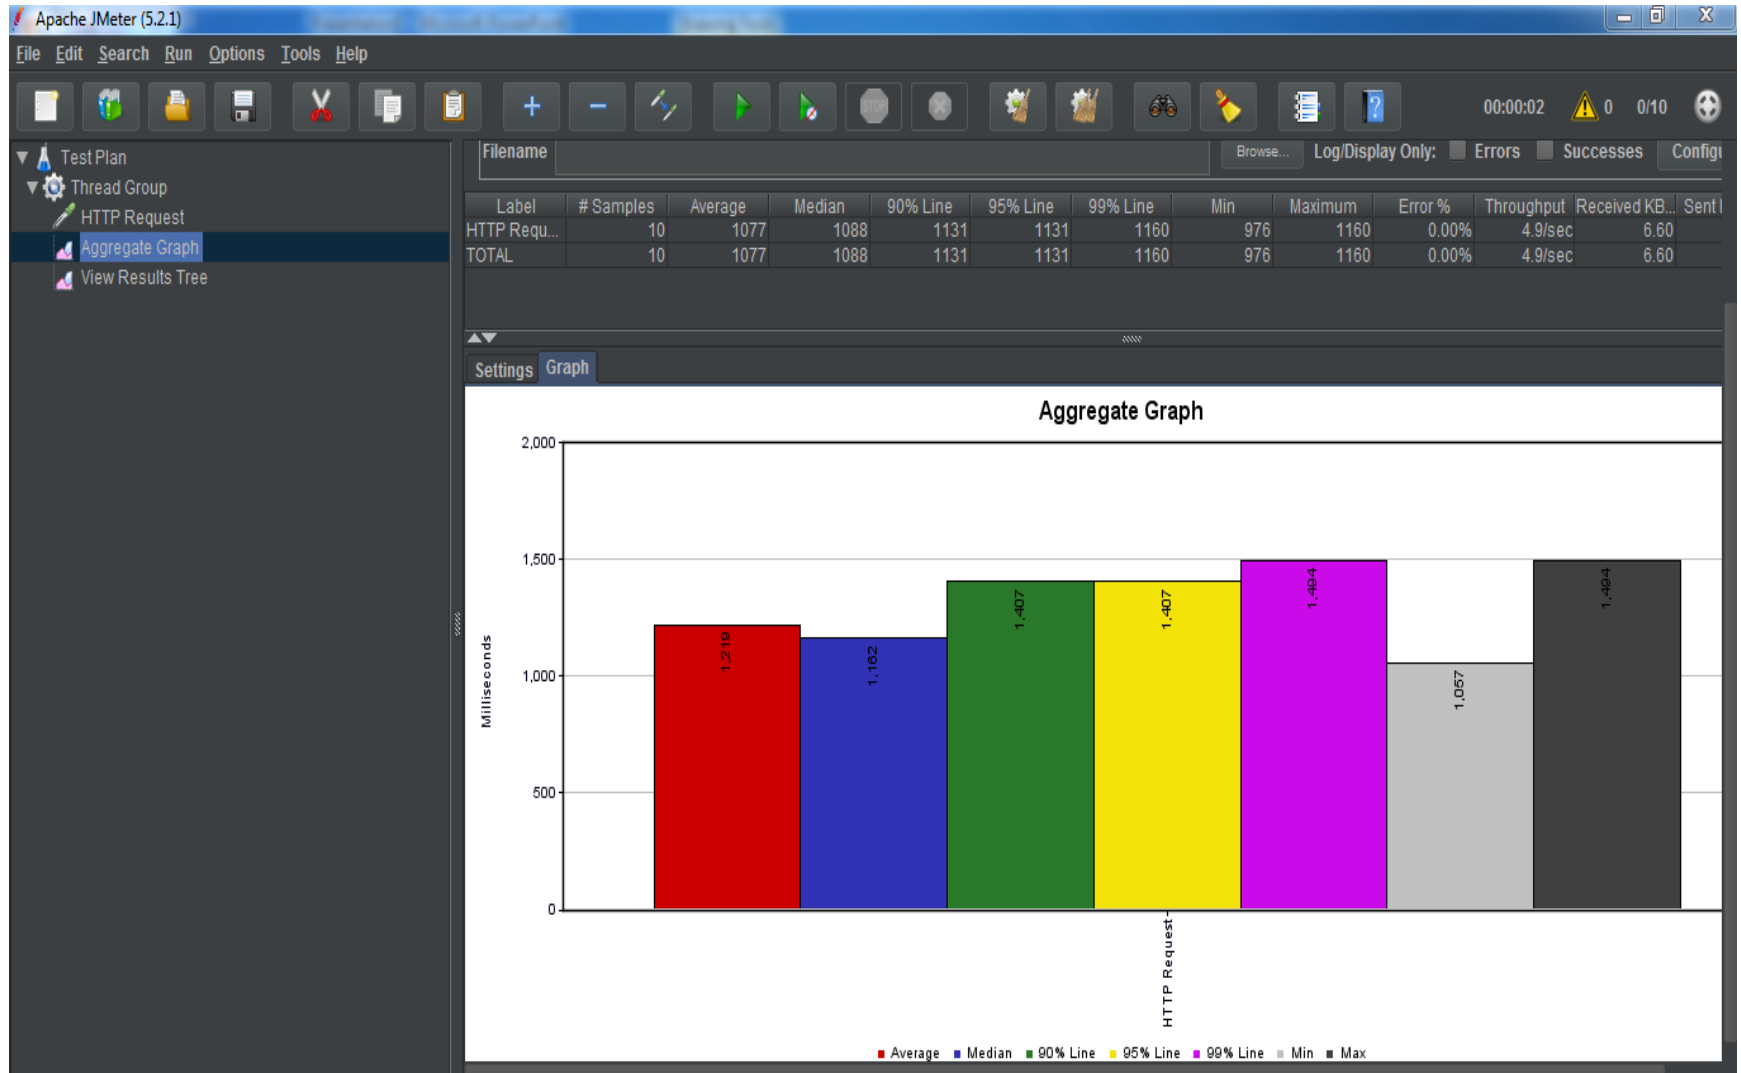 Apache JMeter (5.2.1)
File Edit Search Run Options Tools Help
STOP
00:00:02 0 0/10
Test Plan
Thread Group
HTTP Request
Aggregate Graph
View Results Tree
Filename Browse... Log/Display Only: Errors Successes Configu
Label # Samples Average Median 90% Line 95% Line 99% Line Min Maximum Error % Throughput Received KB... Sent
HTTP Requ... 10 1077 1088 1131 1131 1160 976 1160 0.00% 4.9/sec 6.60
TOTAL 10 1077 1088 1131 1131 1160 976 1160 0.00% 4.9/sec 6.60
Settings Graph
Aggregate Graph
2,000
1,500
1,000
500
0
Milliseconds
1,219
1,162
1,407
1,407
1,494
1,057
1,494
HTTP Request
Average Median 90% Line 95% Line 99% Line Min Max